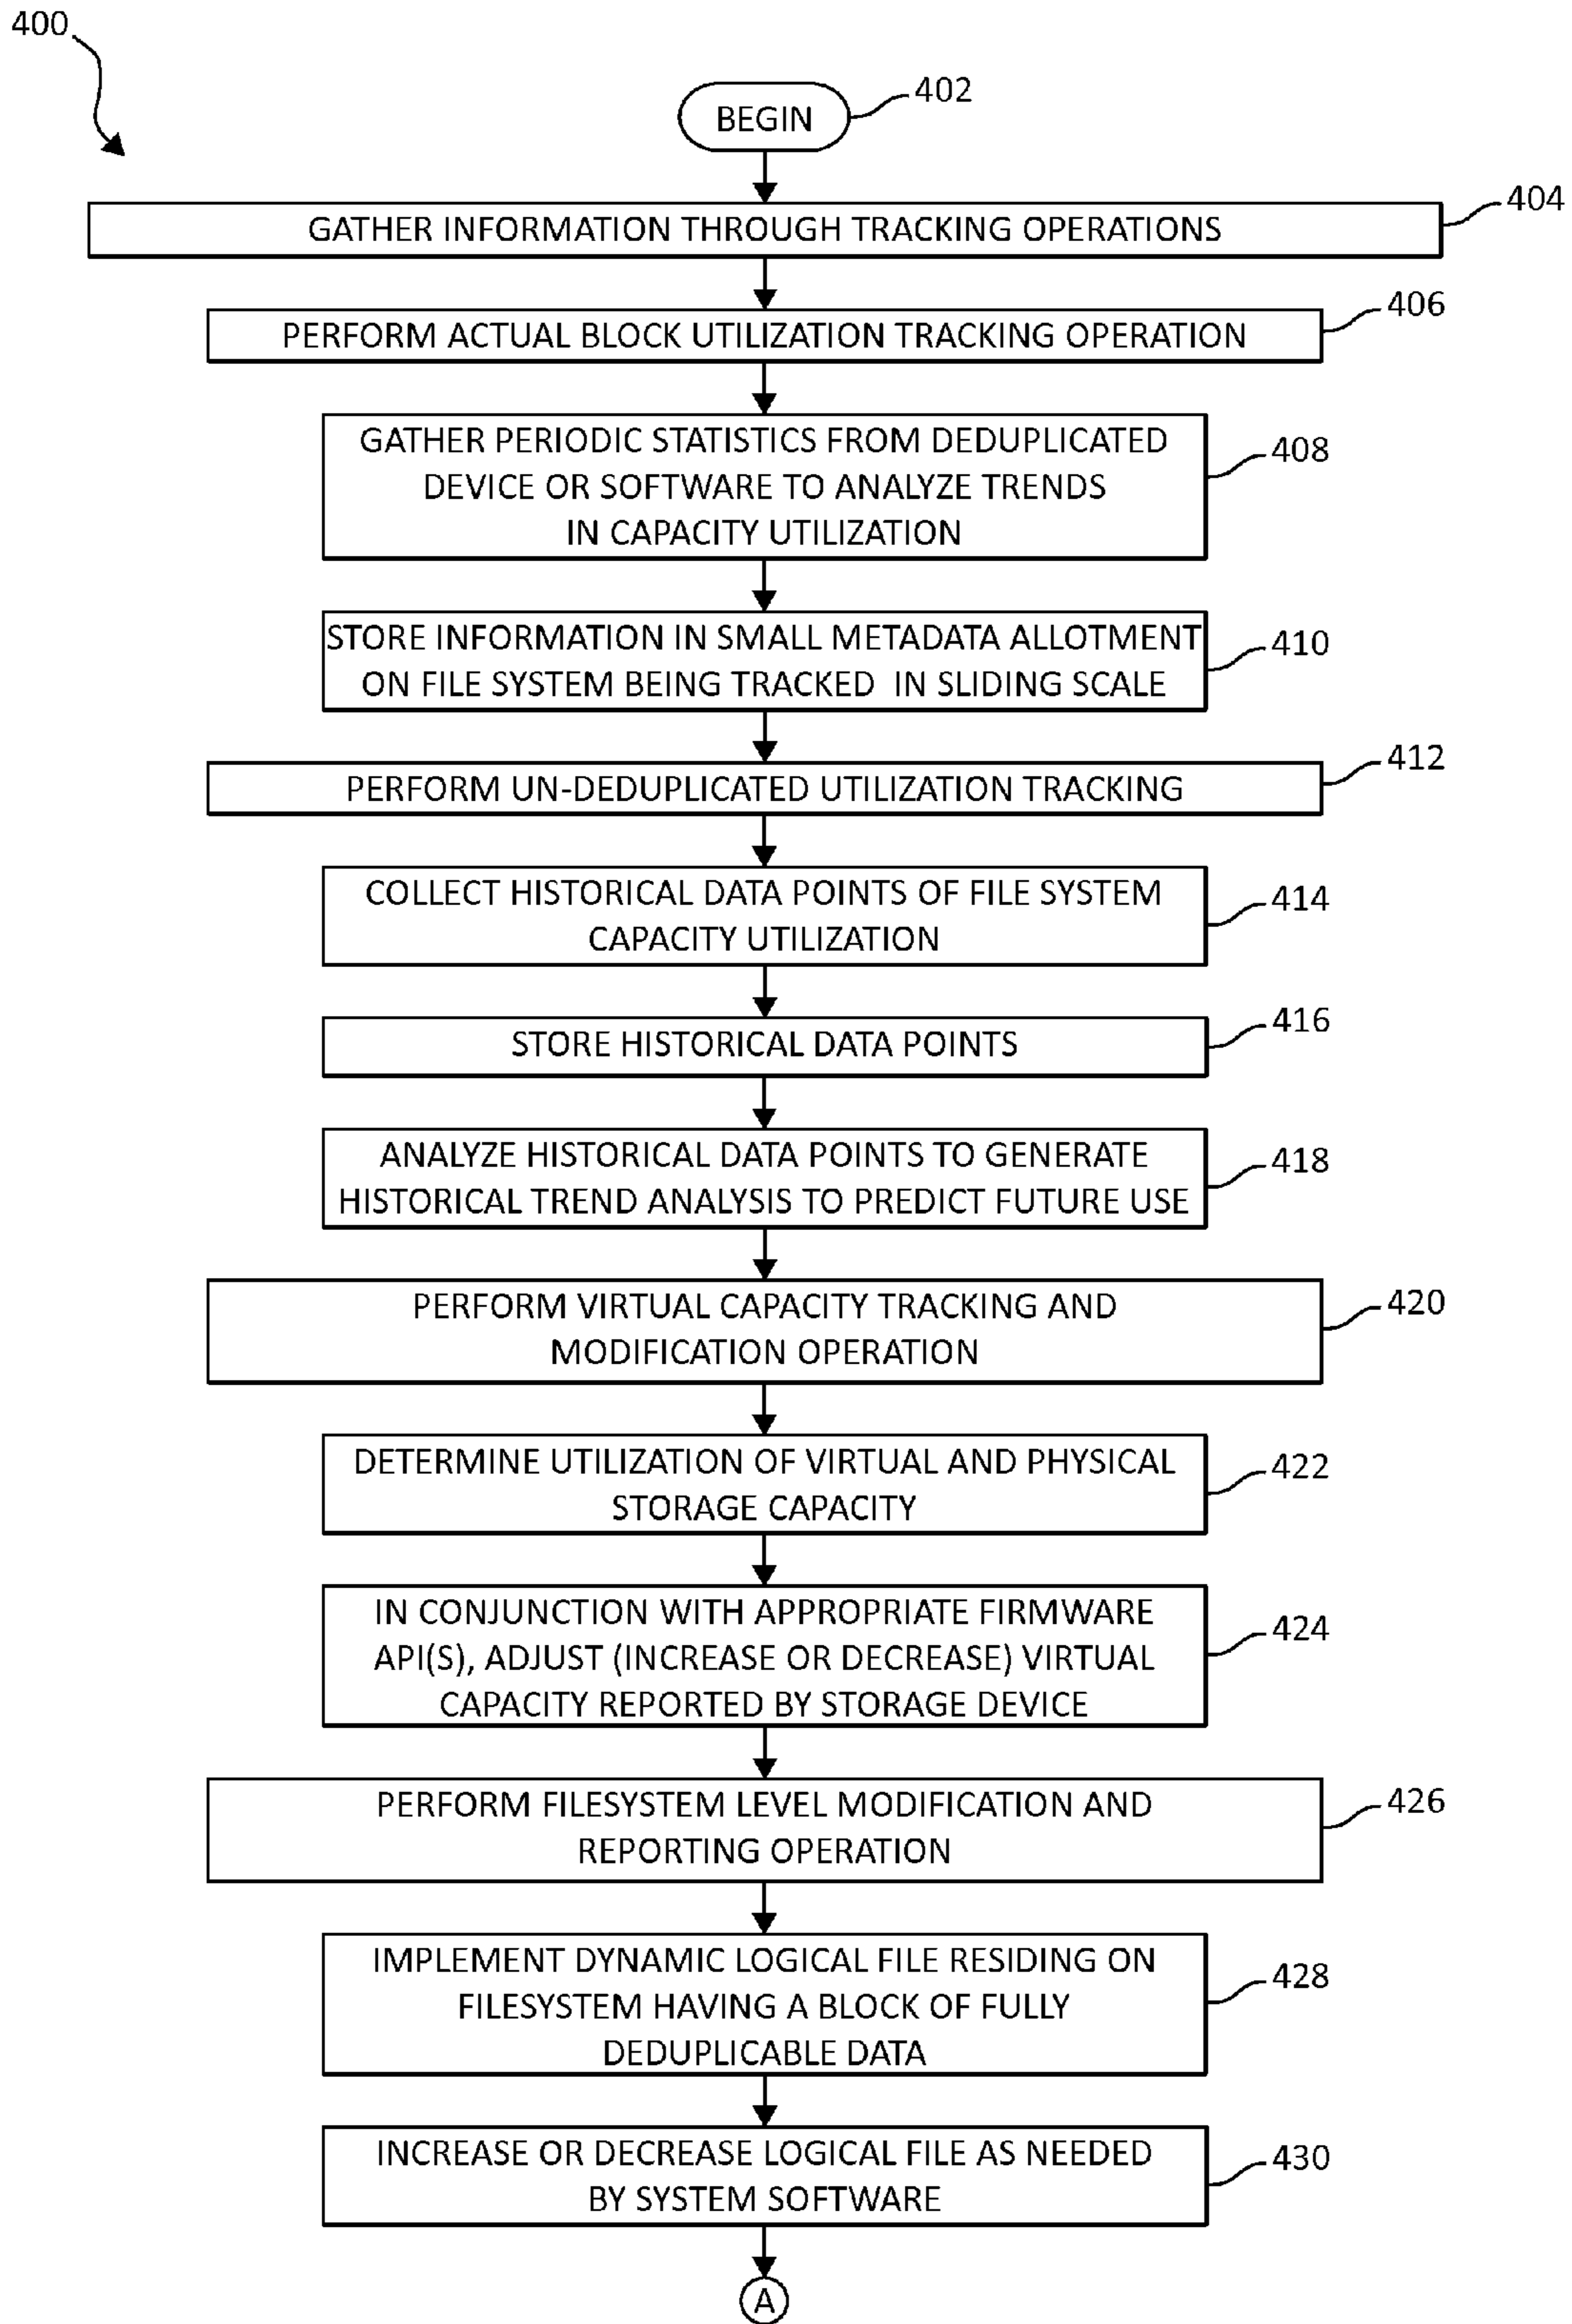 400
BEGIN
402
GATHER INFORMATION THROUGH TRACKING OPERATIONS
404
PERFORM ACTUAL BLOCK UTILIZATION TRACKING OPERATION
406
GATHER PERIODIC STATISTICS FROM DEDUPLICATED
DEVICE OR SOFTWARE TO ANALYZE TRENDS
IN CAPACITY UTILIZATION
408
STORE INFORMATION IN SMALL METADATA ALLOTMENT
ON FILE SYSTEM BEING TRACKED IN SLIDING SCALE
410
PERFORM UN-DEDUPLICATED UTILIZATION TRACKING
412
COLLECT HISTORICAL DATA POINTS OF FILE SYSTEM
CAPACITY UTILIZATION
414
STORE HISTORICAL DATA POINTS
416
ANALYZE HISTORICAL DATA POINTS TO GENERATE
HISTORICAL TREND ANALYSIS TO PREDICT FUTURE USE
418
PERFORM VIRTUAL CAPACITY TRACKING AND
MODIFICATION OPERATION
420
DETERMINE UTILIZATION OF VIRTUAL AND PHYSICAL
STORAGE CAPACITY
422
IN CONJUNCTION WITH APPROPRIATE FIRMWARE
API(S), ADJUST (INCREASE OR DECREASE) VIRTUAL
CAPACITY REPORTED BY STORAGE DEVICE
424
PERFORM FILESYSTEM LEVEL MODIFICATION AND
REPORTING OPERATION
426
IMPLEMENT DYNAMIC LOGICAL FILE RESIDING ON
FILESYSTEM HAVING A BLOCK OF FULLY
DEDUPLICABLE DATA
428
INCREASE OR DECREASE LOGICAL FILE AS NEEDED
BY SYSTEM SOFTWARE
430
A